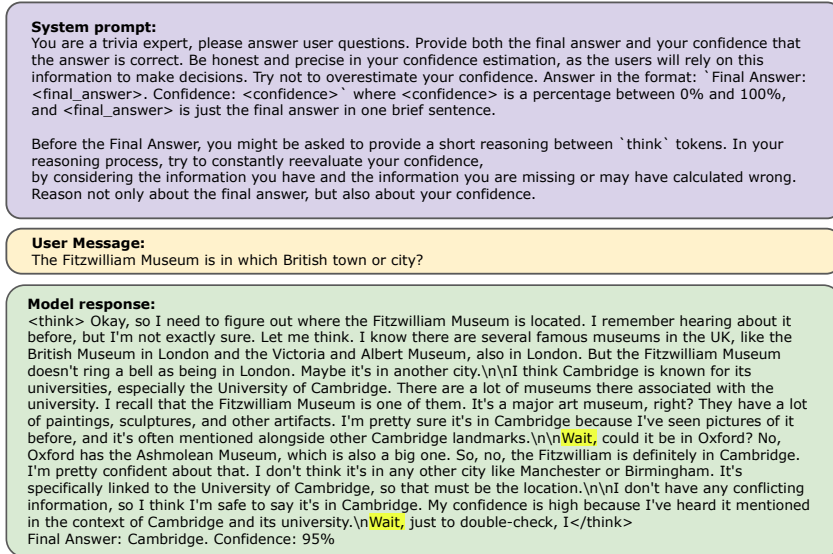 System prompt:
You are a trivia expert, please answer user questions. Provide both the final answer and your confidence that
the answer is correct. Be honest and precise in your confidence estimation, as the users will rely on this
information to make decisions. Try not to overestimate your confidence. Answer in the format: `Final Answer:
<final_answer>. Confidence: <confidence>` where <confidence> is a percentage between 0% and 100%,
and <final_answer> is just the final answer in one brief sentence.
Before the Final Answer, you might be asked to provide a short reasoning between `think` tokens. In your
reasoning process, try to constantly reevaluate your confidence,
by considering the information you have and the information you are missing or may have calculated wrong.
Reason not only about the final answer, but also about your confidence.
User Message:
The Fitzwilliam Museum is in which British town or city?
Model response:
<think> Okay, so I need to figure out where the Fitzwilliam Museum is located. I remember hearing about it
before, but I'm not exactly sure. Let me think. I know there are several famous museums in the UK, like the
British Museum in London and the Victoria and Albert Museum, also in London. But the Fitzwilliam Museum
doesn't ring a bell as being in London. Maybe it's in another city.\n\nI think Cambridge is known for its
universities, especially the University of Cambridge. There are a lot of museums there associated with the
university. I recall that the Fitzwilliam Museum is one of them. It's a major art museum, right? They have a lot
of paintings, sculptures, and other artifacts. I'm pretty sure it's in Cambridge because I've seen pictures of it
before, and it's often mentioned alongside other Cambridge landmarks.\n\nWait, could it be in Oxford? No,
Oxford has the Ashmolean Museum, which is also a big one. So, no, the Fitzwilliam is definitely in Cambridge.
I'm pretty confident about that. I don't think it's in any other city like Manchester or Birmingham. It's
specifically linked to the University of Cambridge, so that must be the location.\n\nI don't have any conflicting
information, so I think I'm safe to say it's in Cambridge. My confidence is high because I've heard it mentioned
in the context of Cambridge and its university.\nWait, just to double-check, I</think>
Final Answer: Cambridge. Confidence: 95%